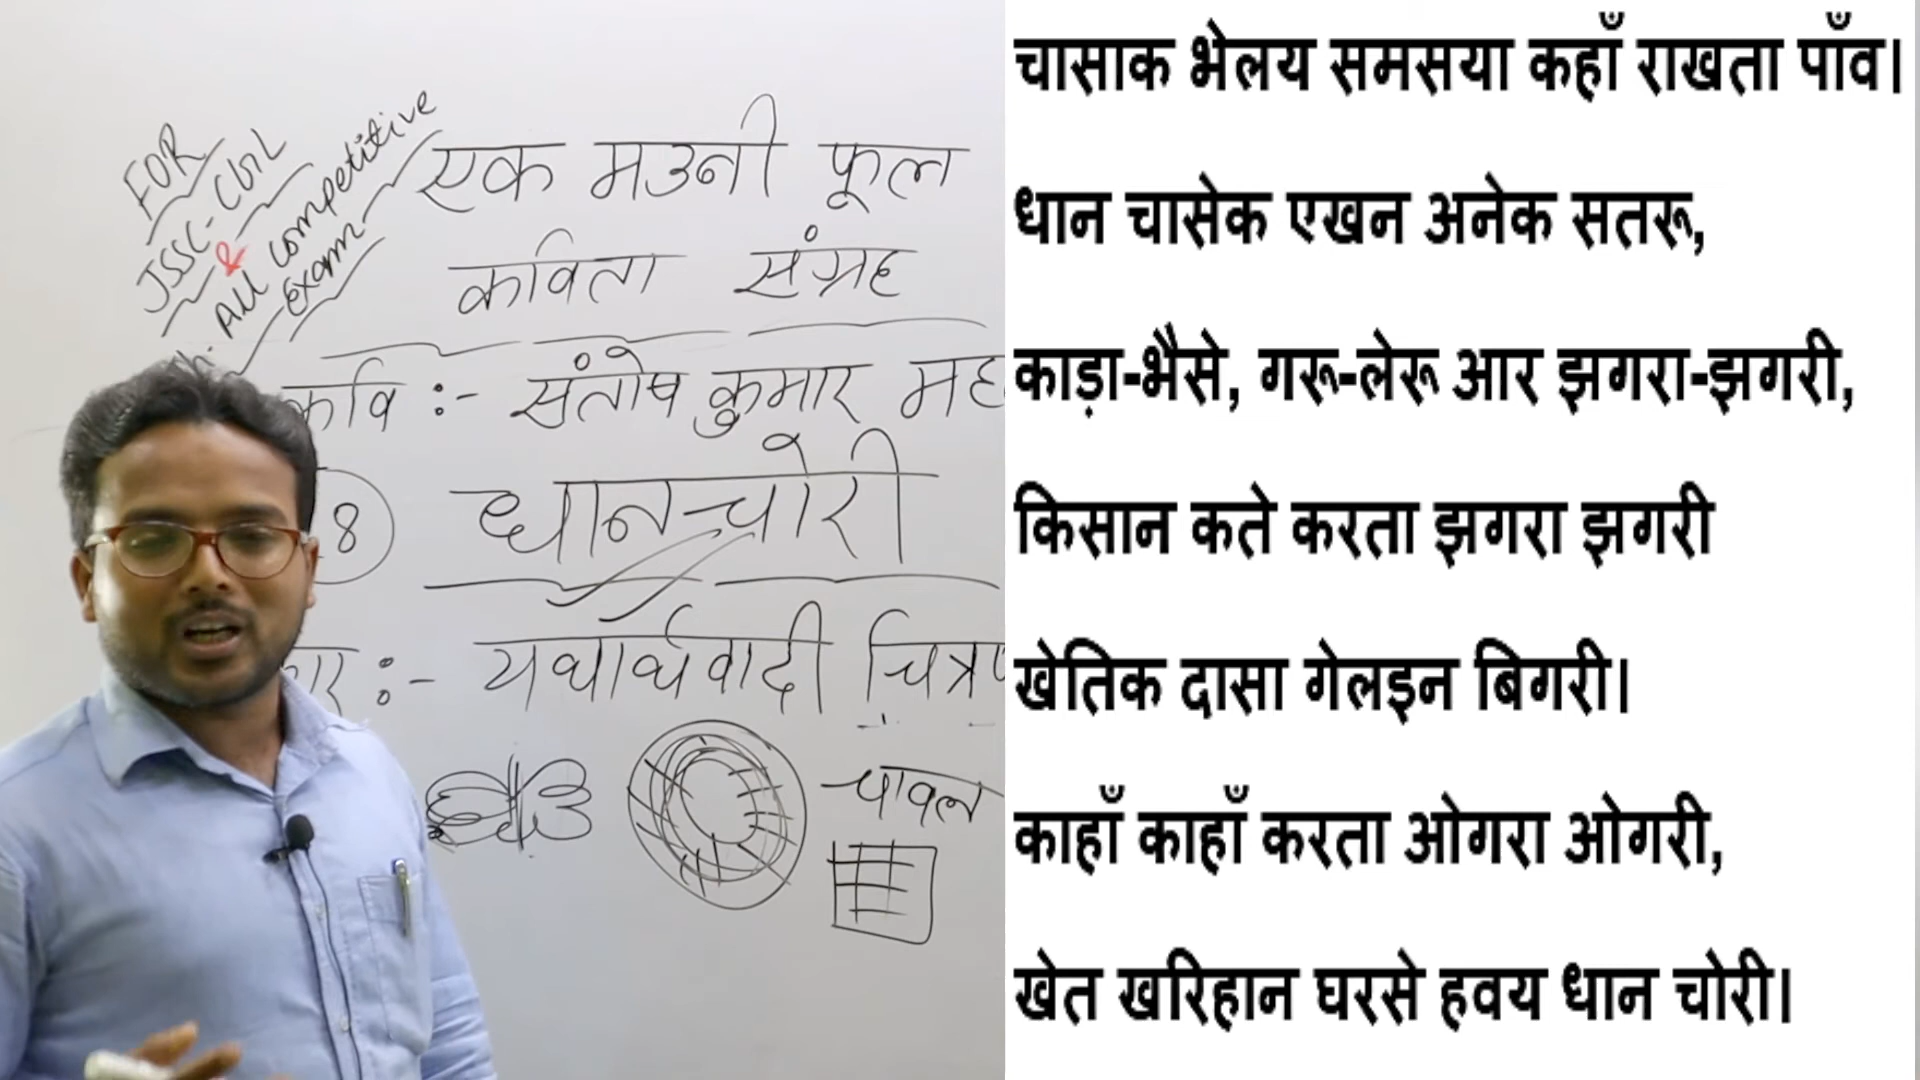 FOR
JSSC-CGL
&
All competitive
Exam
एक मउनी फूल
कविता संग्रह
कवि :- संतोष कुमार मह
8
धानचोरी
:- यथार्थवादी चित्रण
चावल
चासाक भेलय समसया कहाँ राखता पाँव।
धान चासेक एखन अनेक सतरू,
काड़ा-भैसे, गरू-लेरू आर झगरा-झगरी,
किसान कते करता झगरा झगरी
खेतिक दासा गेलइन बिगरी।
काहाँ काहाँ करता ओगरा ओगरी,
खेत खरिहान घरसे हवय धान चोरी।